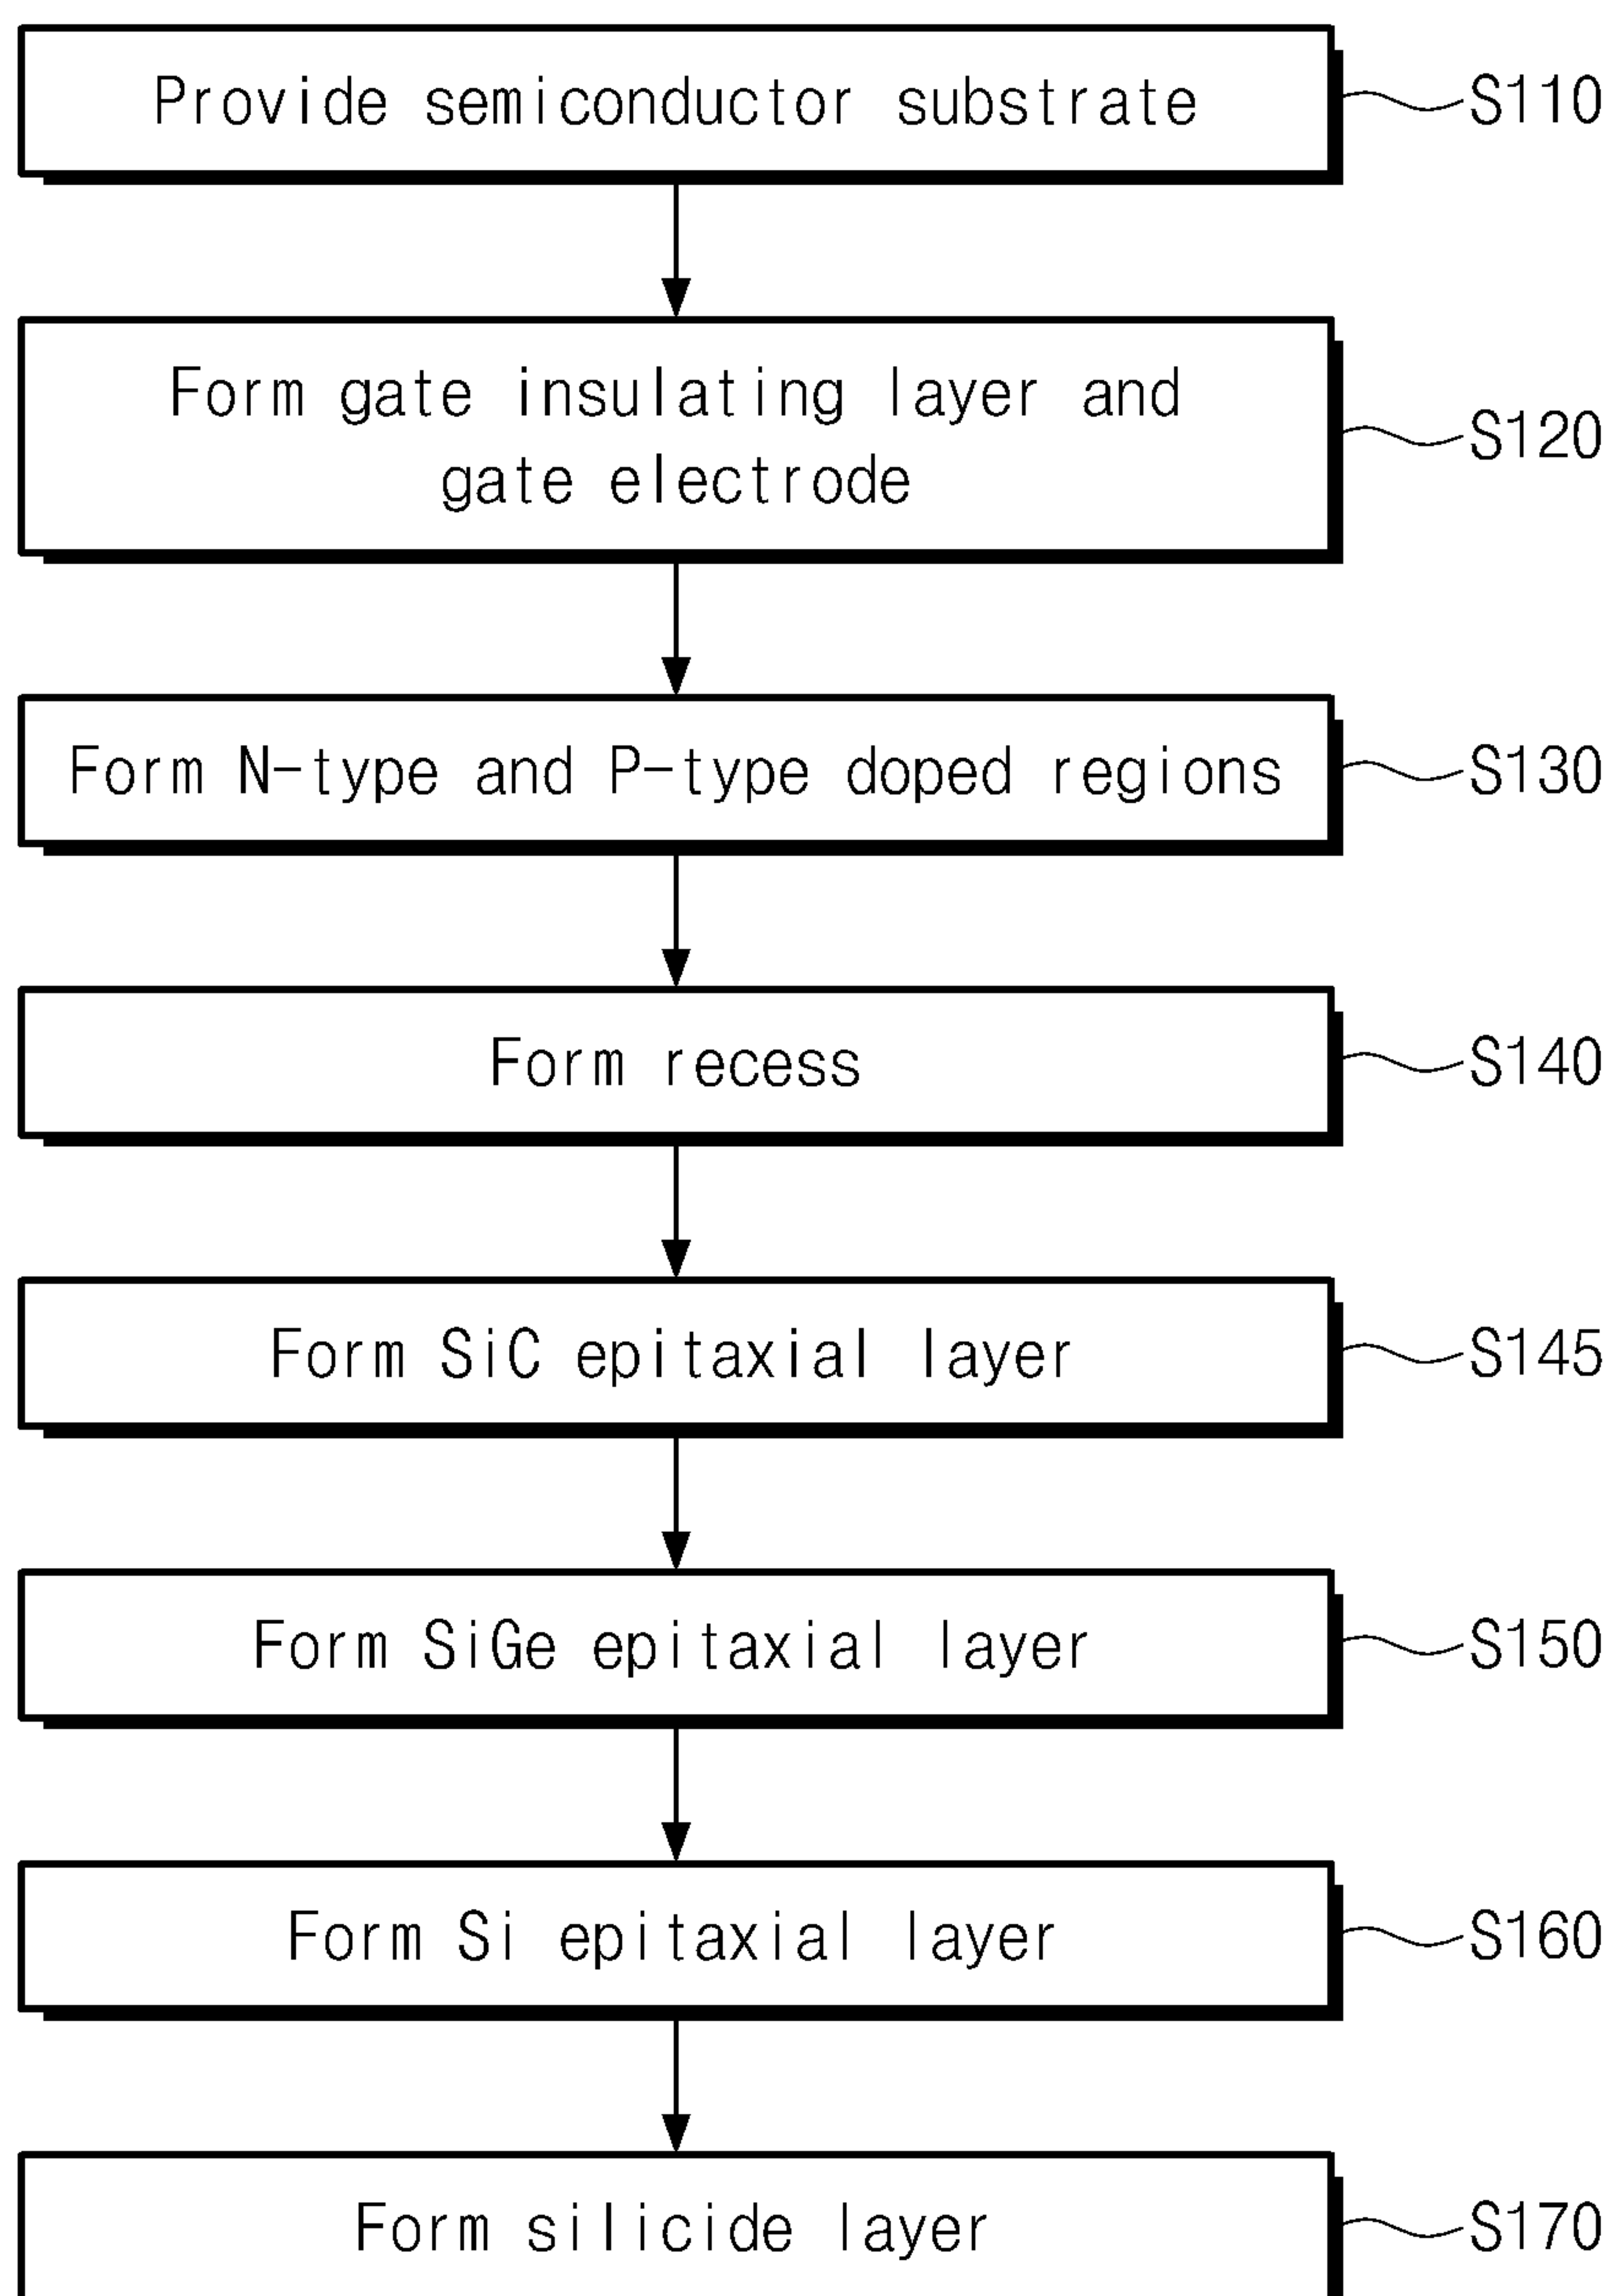 Provide semiconductor substrate
S110
Form gate insulating layer and
gate electrode
S120
Form N-type and P-type doped regions
S130
Form recess
S140
Form SiC epitaxial layer
S145
Form SiGe epitaxial layer
S150
Form Si epitaxial layer
S160
Form silicide layer
S170